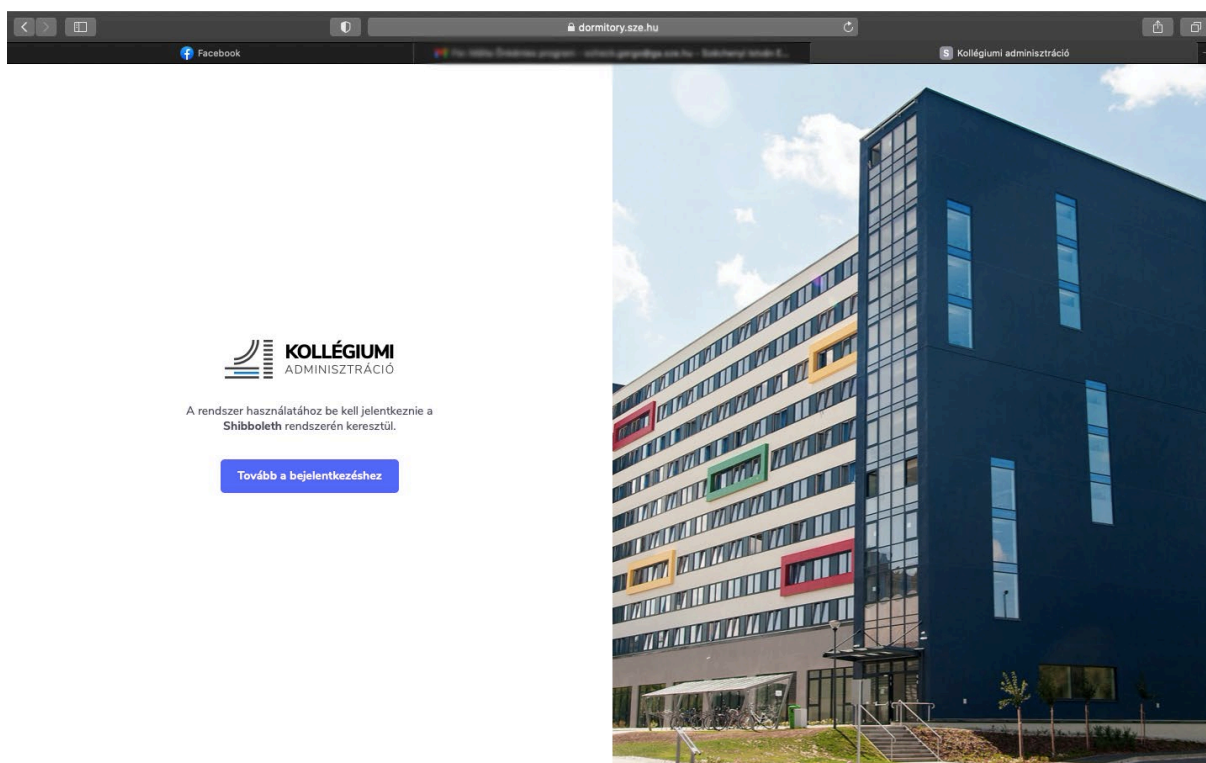 dormitory.sze.hu
Facebook
S Kollégiumi adminisztráció
KOLLÉGIUMI
ADMINISZTRÁCIÓ
A rendszer használatához be kell jelentkeznie a
Shibboleth rendszerén keresztül.
Tovább a bejelentkezéshez